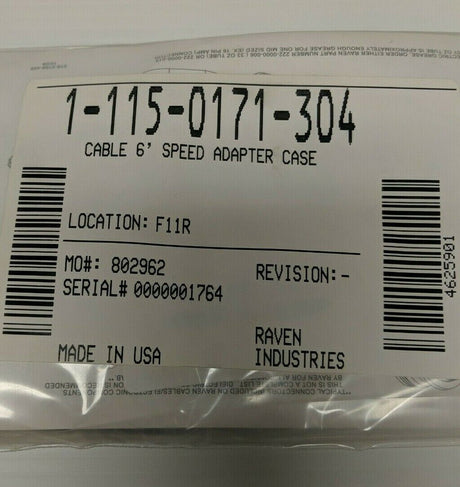 1-115-0171-304
CABLE 6' SPEED ADAPTER CASE
LOCATION: F11R
MO#: 802962
REVISION: -
SERIAL# 0000001764
MADE IN USA
RAVEN
INDUSTRIES
4625901